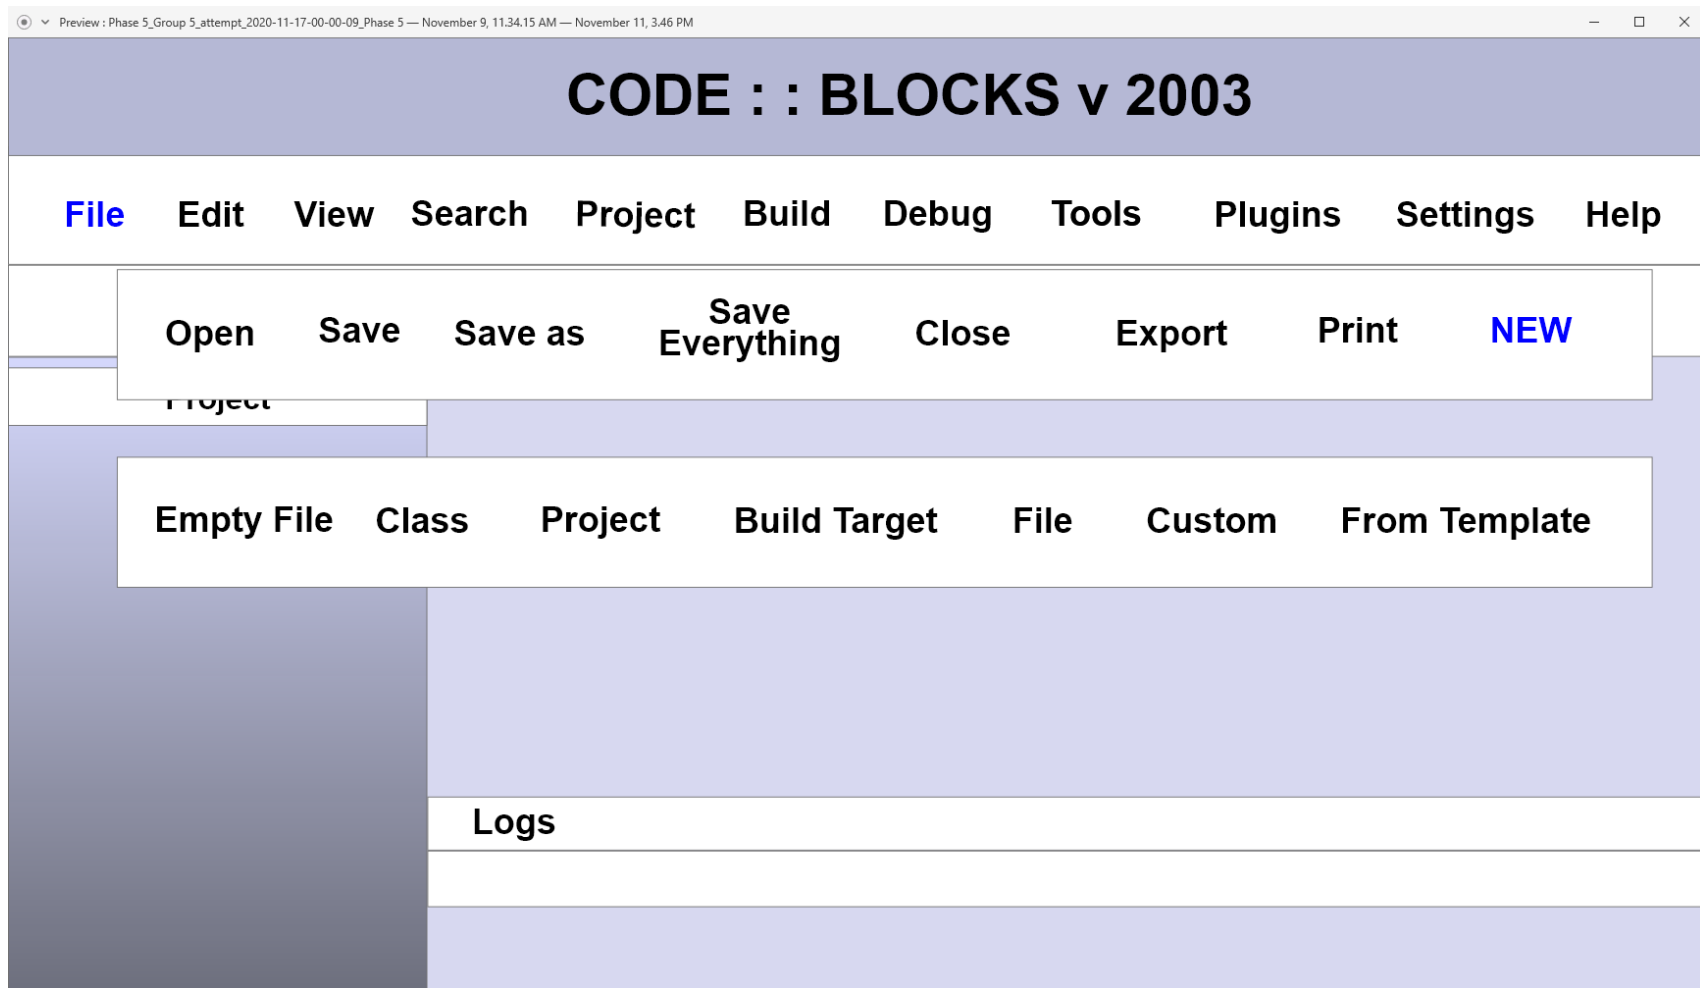 Preview : Phase 5_Group 5_attempt_2020-11-17-00-00-09_Phase 5 — November 9, 11.34.15 AM — November 11, 3.46 PM
CODE : : BLOCKS v 2003
File Edit View Search Project Build Debug Tools Plugins Settings Help
Open Save Save as Save Everything Close Export Print NEW
Project
Empty File Class Project Build Target File Custom From Template
Logs